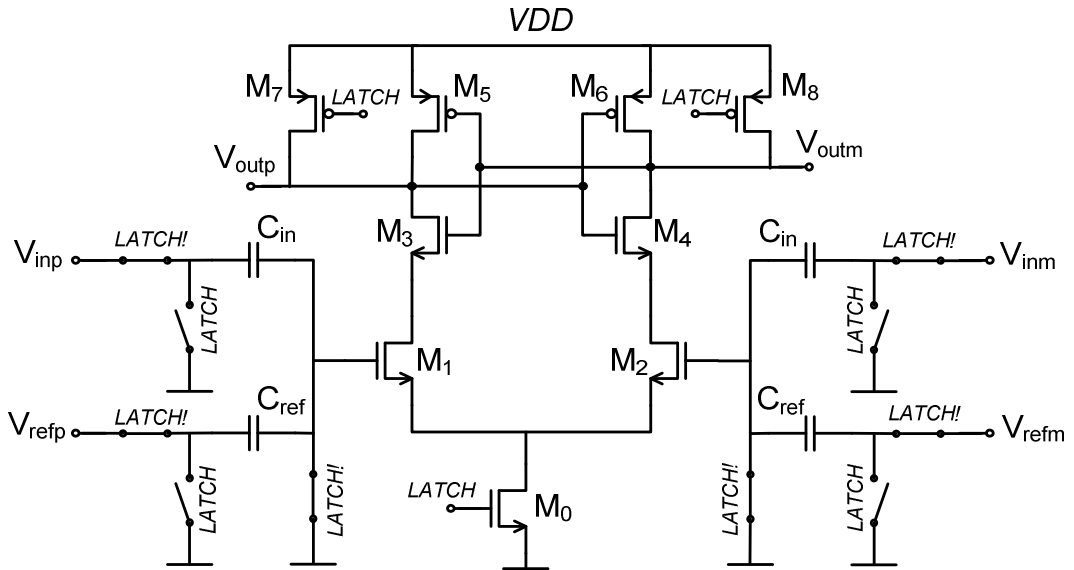 VDD
M7
LATCH
M5
M6
LATCH
M8
Voutp
Voutm
M3
M4
Vinp
LATCH!
Cin
Cin
LATCH!
Vinm
LATCH
LATCH
M1
M2
Vrefp
LATCH!
Cref
Cref
LATCH!
Vrefm
LATCH
LATCH!
LATCH
M0
LATCH!
LATCH